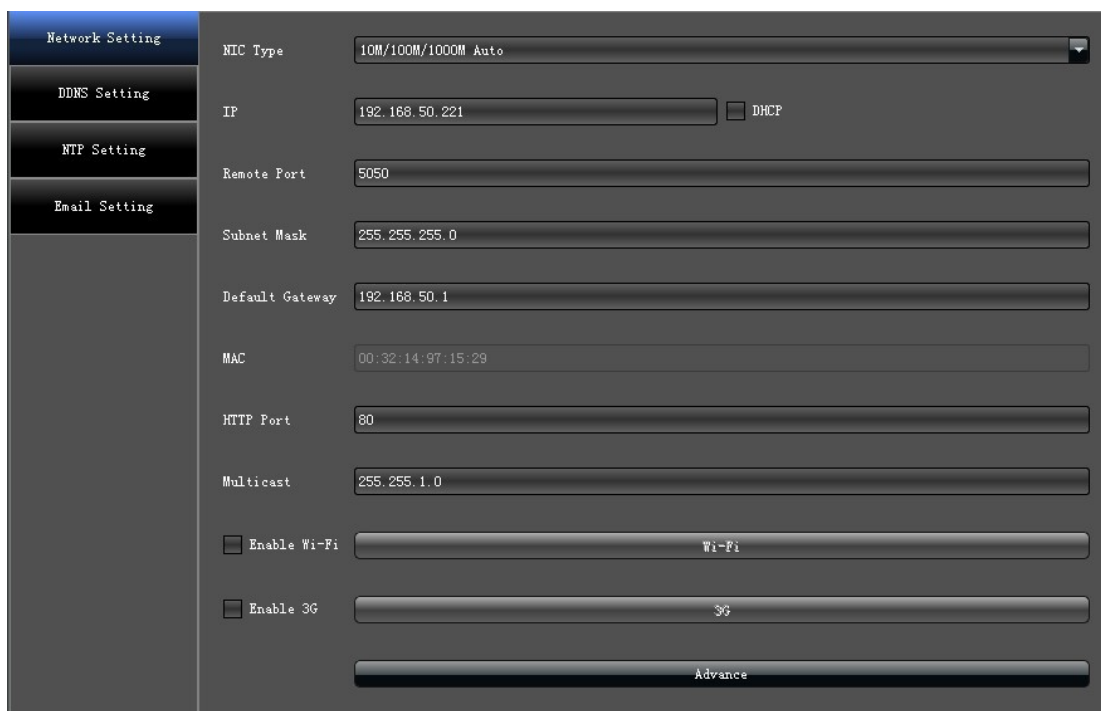 Network Setting
DDNS Setting
NTP Setting
Email Setting
NIC Type 10M/100M/1000M Auto
IP 192.168.50.221 DHCP
Remote Port 5050
Subnet Mask 255.255.255.0
Default Gateway 192.168.50.1
MAC 00:32:14:97:15:29
HTTP Port 80
Multicast 255.255.1.0
Enable Wi-Fi Wi-Fi
Enable 3G 3G
Advance